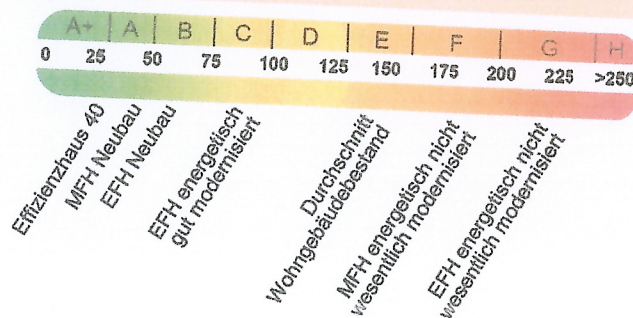 A+ A B C D E F G H
0 25 50 75 100 125 150 175 200 225 >250
Effizienzhaus 40
MFH Neubau
EFH Neubau
EFH energetisch
gut modernisiert
Durchschnitt
Wohngebäudebestand
MFH energetisch nicht
wesentlich modernisiert
EFH energetisch nicht
wesentlich modernisiert